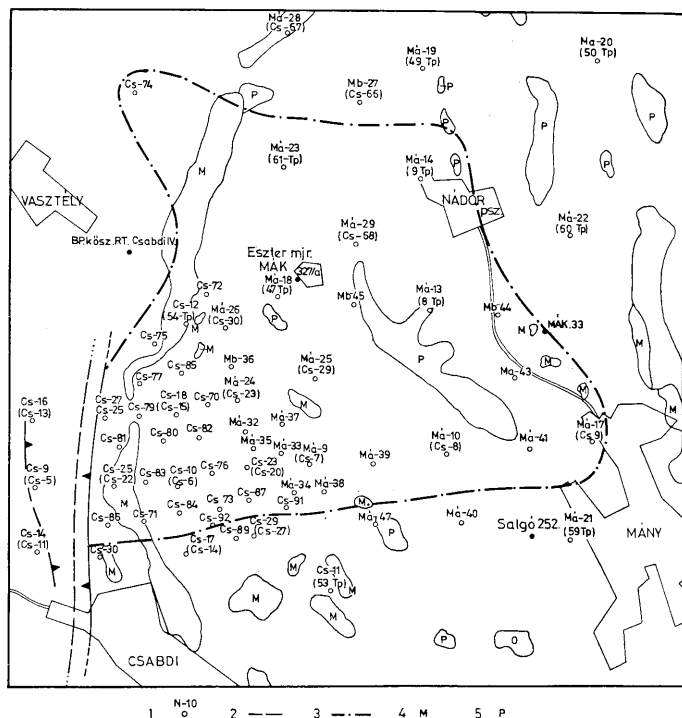 Má-28
(Cs-67)
Má-20
(50 Tp)
Má-19
(49 Tp)
Cs-74
Mb-27
(Cs-66)
P
P
P
P
P
M
Má-23
(61-Tp)
P
P
Má-14
(9 Tp)
VASZTÉLY
NÁDOR
psz.
Má-22
(60 Tp)
Má-29
(Cs-68)
BP.kösz.RT. Csabdi IV.
Eszter mjr.
MÁK
327/a
Má-18
(47 Tp)
Cs-72
Mb-45
Má-13
(8 Tp)
Mb-44
Cs-12
(54-Tp)
Má-26
(Cs-30)
M
P
M
MÁK.33
M
Cs-75
M
P
M
Cs-85
Mb-36
Má-25
(Cs-29)
Cs-77
Má-24
(Cs-23)
Ma-43
M
Cs-16
(Cs-13)
Cs-27
Cs-25
Cs-79
Cs-18
(Cs-15)
Cs-70
M
Má-17
(Cs 9)
Má-37
Má-32
Cs-81
Cs-80
Cs-82
Má-35
Má-33
Má-9
(Cs-7)
Má-39
Má-10
(Cs-8)
Má-41
Cs-9
(Cs-5)
Cs-25
(Cs-22)
Cs-83
Cs-10
(Cs-6)
Cs-76
Cs-23
(Cs-20)
M
Má-34
Má-38
Cs-87
Cs-91
M.
Cs-86
Cs-71
Cs-84
Cs 73
Cs-92
Cs-89
Cs-29
(Cs-27)
Má-47
Má-40
Salgó 252.
Má-21
(59Tp)
MÁNY
Cs-14
(Cs-11)
Cs-30
Cs-17
(Cs-14)
P
M
M
Cs-11
(53 Tp)
M
M
M
CSABDI
P
O
M
1 N-10 2 3 4 M 5 P